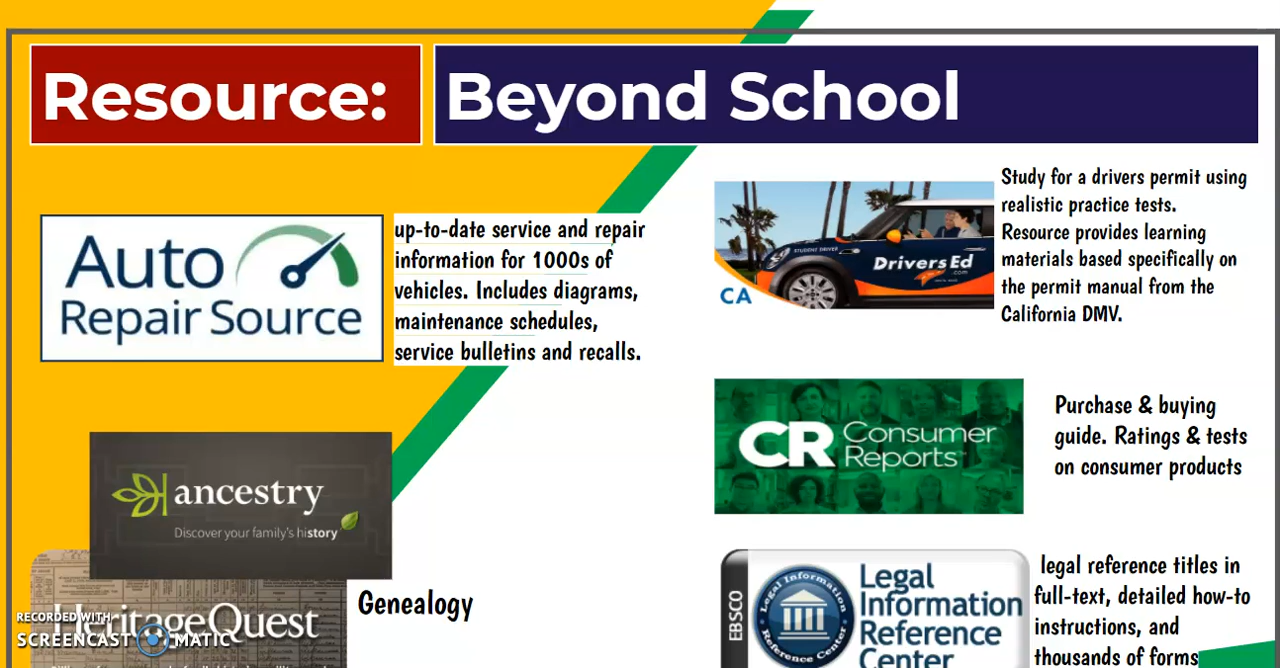 Resource: Beyond School
Auto
Repair Source
up-to-date service and repair
information for 1000s of
vehicles. Includes diagrams,
maintenance schedules,
service bulletins and recalls.
ancestry
Discover your family's history
HeritageQuest
Genealogy
RECORDED WITH
SCREENCAST MATIC
STUDENT DRIVER
DriversEd
.com
CA
Study for a drivers permit using
realistic practice tests.
Resource provides learning
materials based specifically on
the permit manual from the
California DMV.
CR Consumer
Reports
Purchase & buying
guide. Ratings & tests
on consumer products
EBSCO
Legal Information
Reference Center
Legal
Information
Reference
Center
legal reference titles in
full-text, detailed how-to
instructions, and
thousands of forms